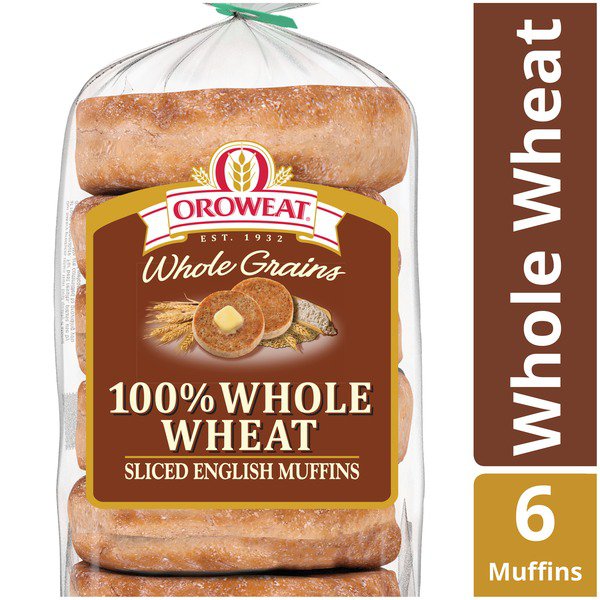 OROWEAT
EST. 1932
Whole Grains
100% WHOLE
WHEAT
SLICED ENGLISH MUFFINS
Whole Wheat
6
Muffins